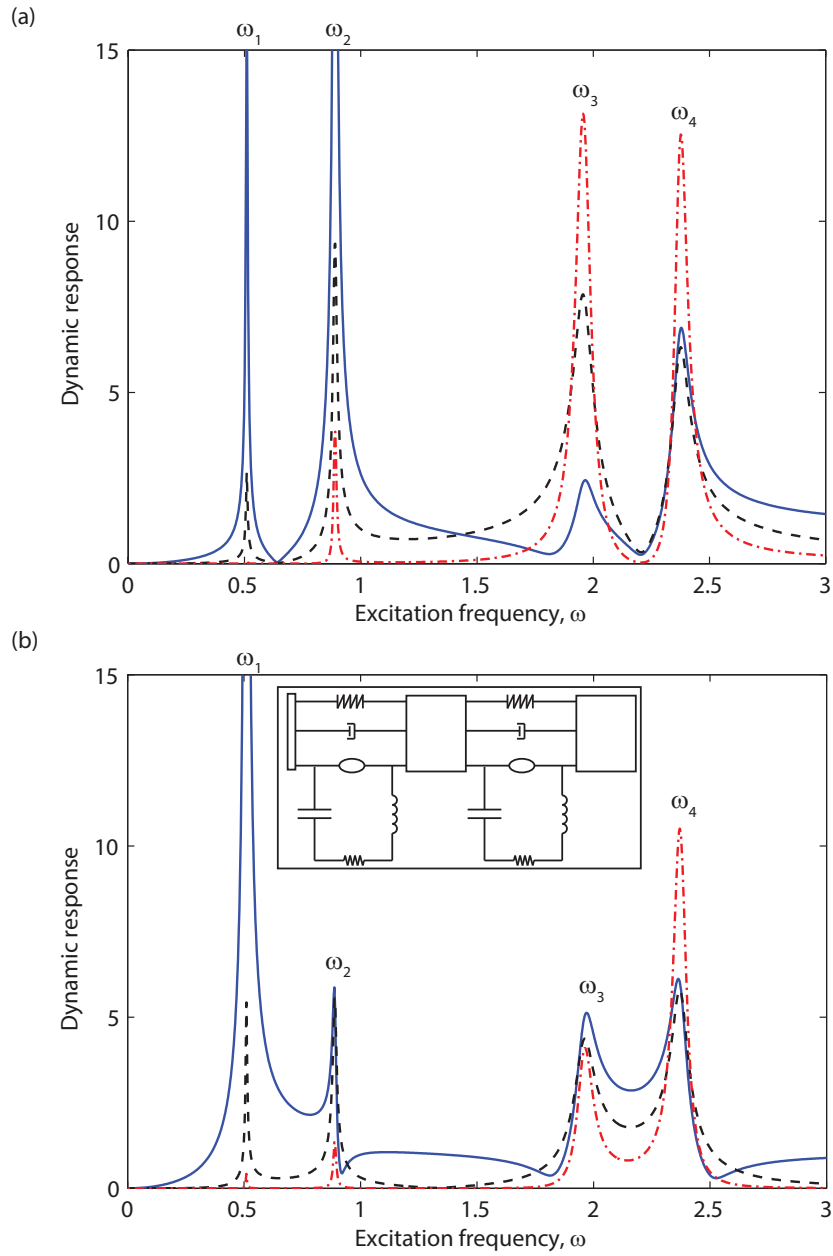 (a)
ω1 ω2
15
ω3
ω4
10
Dynamic response
5
0
0 0.5 1 1.5 2 2.5 3
Excitation frequency, ω
(b)
ω1
15
10
ω4
Dynamic response
ω2
ω3
5
0
0 0.5 1 1.5 2 2.5 3
Excitation frequency, ω